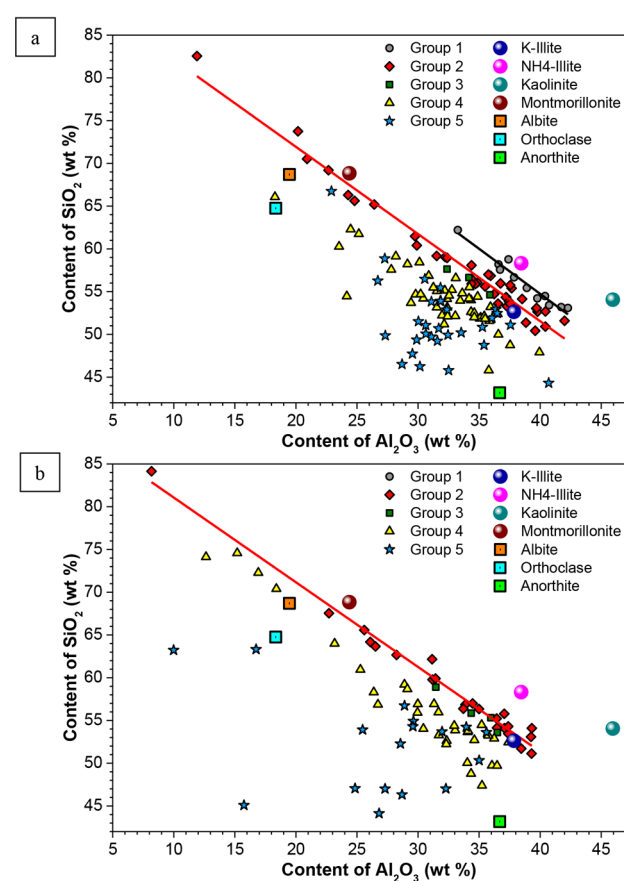 a
85
80
75
70
65
60
55
50
45
Content of SiO₂ (wt %)
Group 1
Group 2
Group 3
Group 4
Group 5
K-Illite
NH4-Illite
Kaolinite
Montmorillonite
Albite
Orthoclase
Anorthite
5 10 15 20 25 30 35 40 45
Content of Al₂O₃ (wt %)
b
85
80
75
70
65
60
55
50
45
Content of SiO₂ (wt %)
Group 1
Group 2
Group 3
Group 4
Group 5
K-Illite
NH4-Illite
Kaolinite
Montmorillonite
Albite
Orthoclase
Anorthite
5 10 15 20 25 30 35 40 45
Content of Al₂O₃ (wt %)